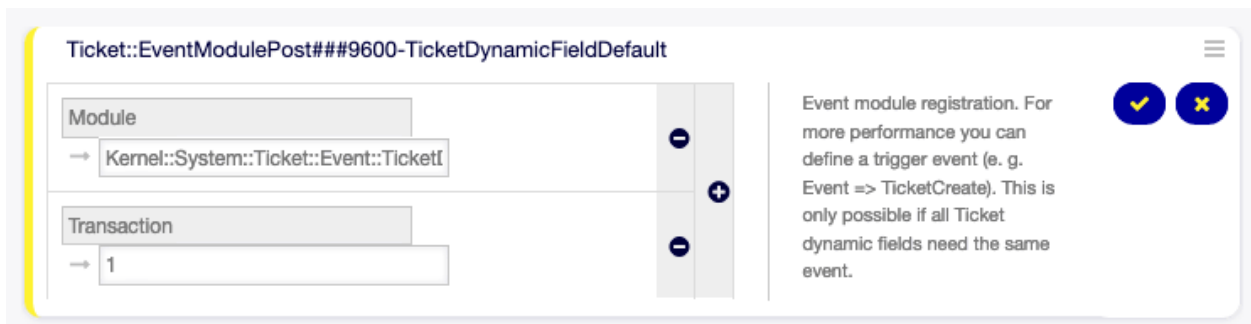 Ticket::EventModulePost###9600-TicketDynamicFieldDefault
Module
→ Kernel::System::Ticket::Event::Ticket
Transaction
→ 1
Event module registration. For
more performance you can
define a trigger event (e. g.
Event => TicketCreate). This is
only possible if all Ticket
dynamic fields need the same
event.